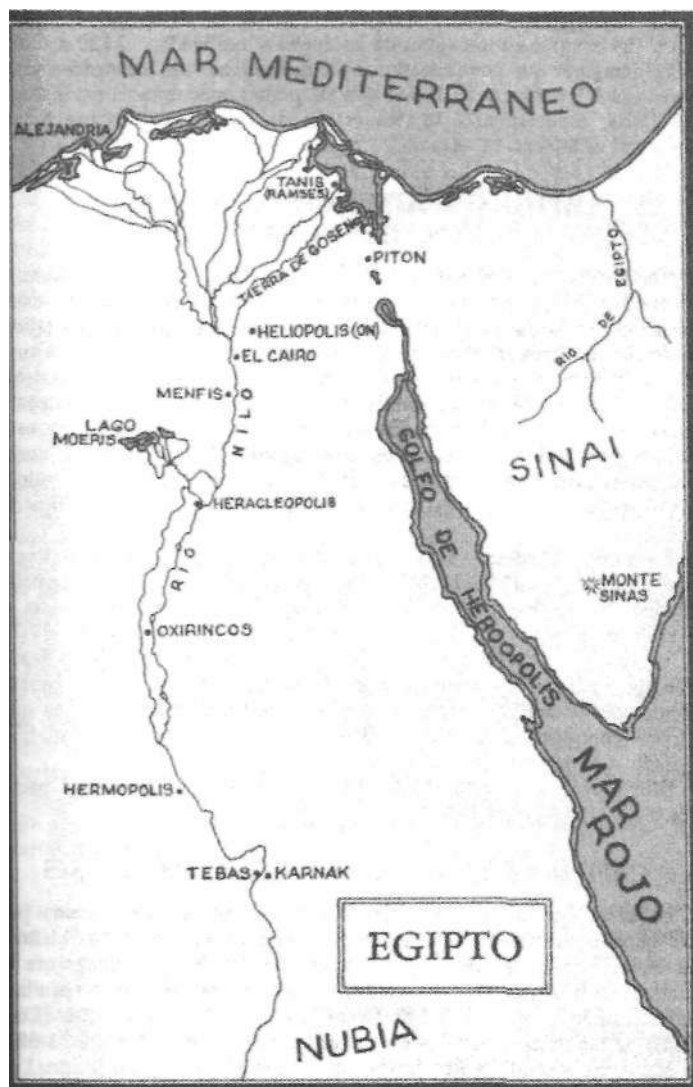 MAR MEDITERRANEO
ALEJANDRIA
TANIS
(RAMSES)
TIERRA DE GOSEN
PITON
RIO DE EGIPTO
HELIOPOLIS (ON)
EL CAIRO
MENFIS
LAGO
MOERIS
RIO NILO
SINAI
GOLFO DE HEROOPOLIS
HERACLEOPOLIS
MONTE
SINAS
OXIRINCOS
HERMOPOLIS
MAR ROJO
TEBAS
KARNAK
EGIPTO
NUBIA